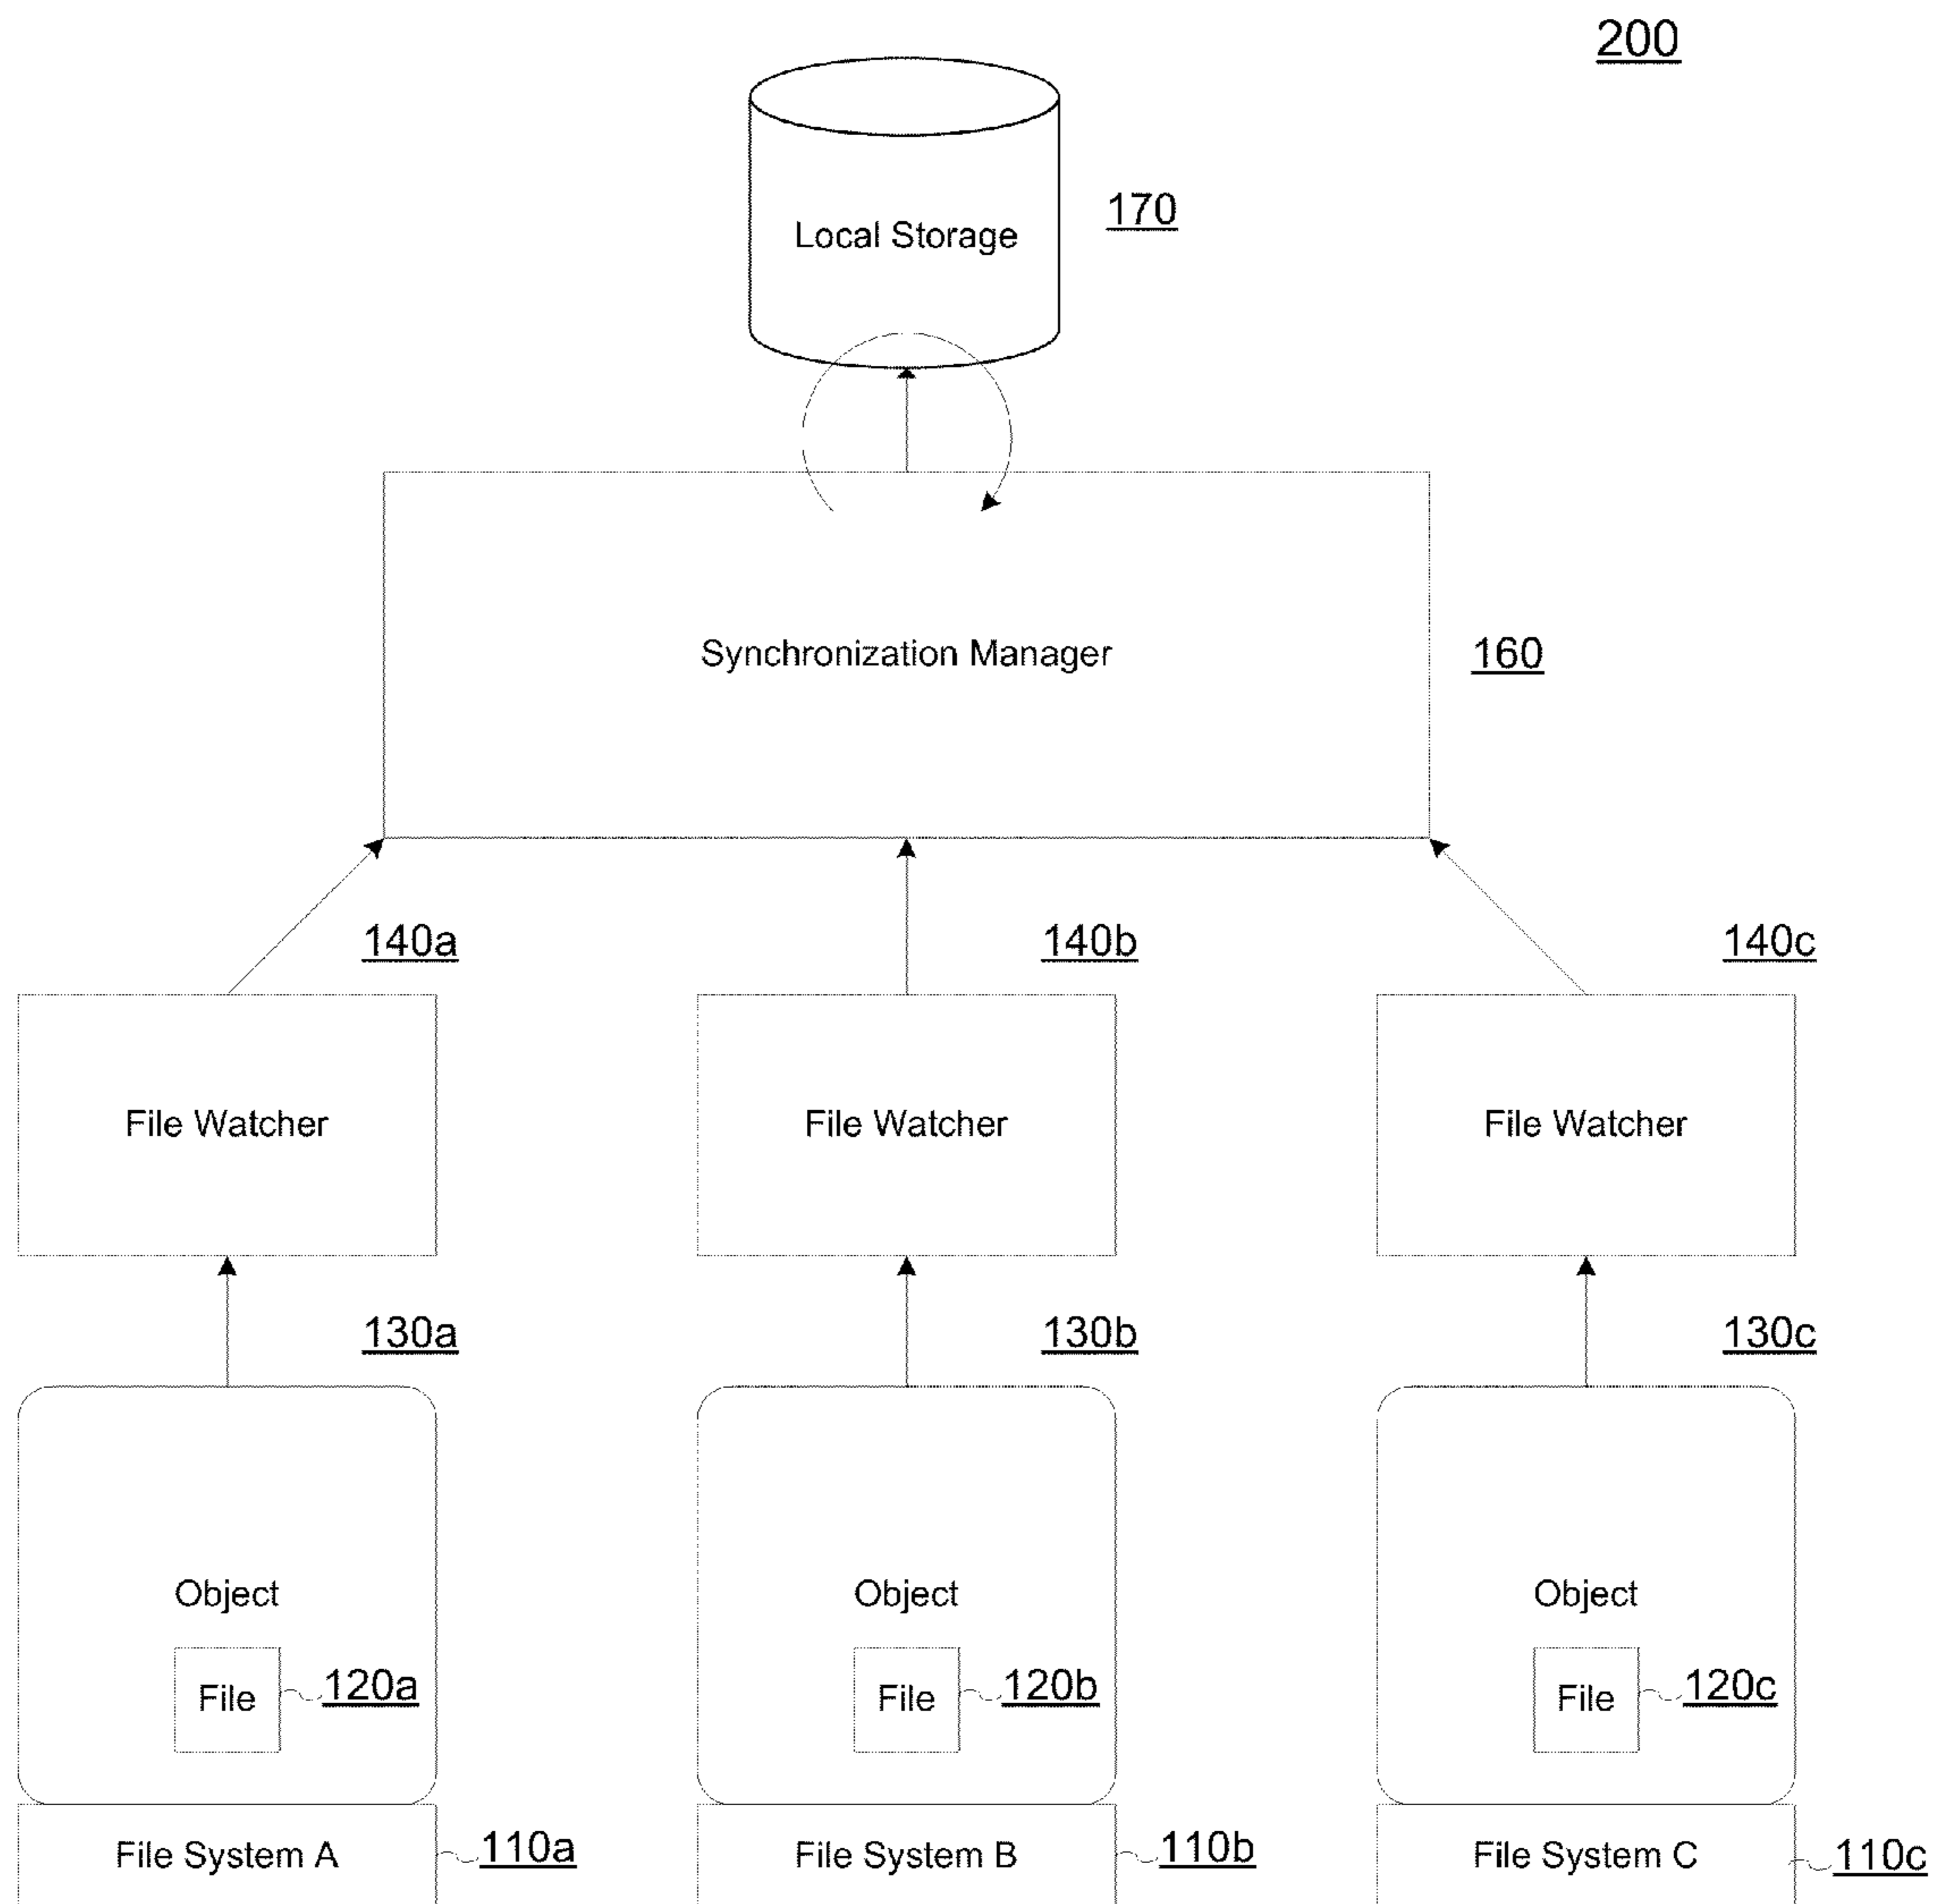 200
170
Local Storage
Synchronization Manager
160
140a
140b
140c
File Watcher
File Watcher
File Watcher
130a
130b
130c
Object
Object
Object
File
120a
File
120b
File
120c
File System A
110a
File System B
110b
File System C
110c